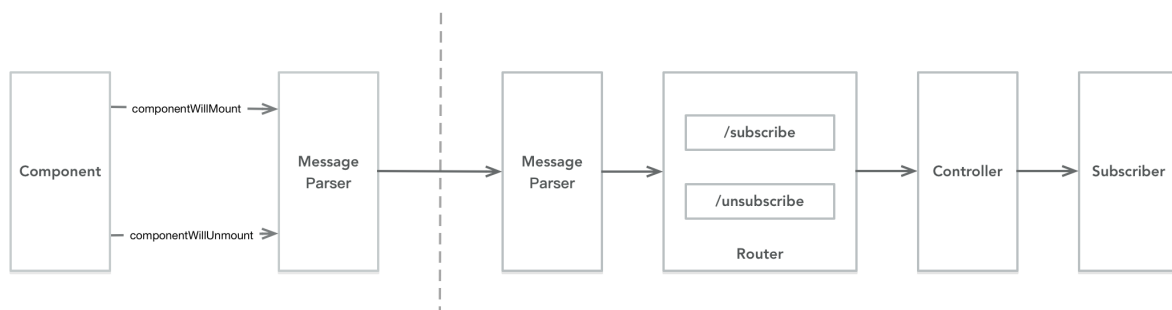 Component
componentWillMount
componentWillUnmount
Message
Parser
Message
Parser
/subscribe
/unsubscribe
Router
Controller
Subscriber